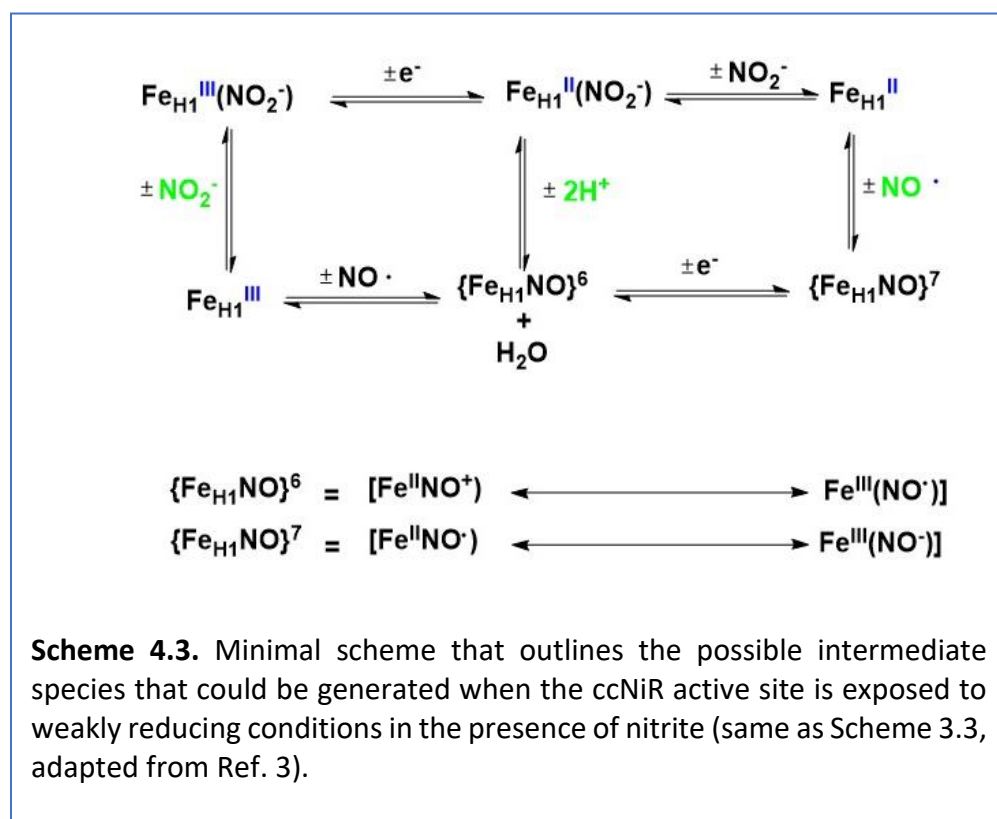 ±e⁻ ± NO₂⁻
Fe_H1^III(NO₂⁻) Fe_H1^II(NO₂⁻) Fe_H1^II
± NO₂⁻ ± 2H⁺ ± NO ·
± NO · ±e⁻
Fe_H1^III {Fe_H1NO}⁶ {Fe_H1NO}⁷
+
H₂O
{Fe_H1NO}⁶ = [Fe^IINO⁺) Fe^III(NO·)]
{Fe_H1NO}⁷ = [Fe^IINO·) Fe^III(NO⁻)]
Scheme 4.3. Minimal scheme that outlines the possible intermediate
species that could be generated when the ccNiR active site is exposed to
weakly reducing conditions in the presence of nitrite (same as Scheme 3.3,
adapted from Ref. 3).